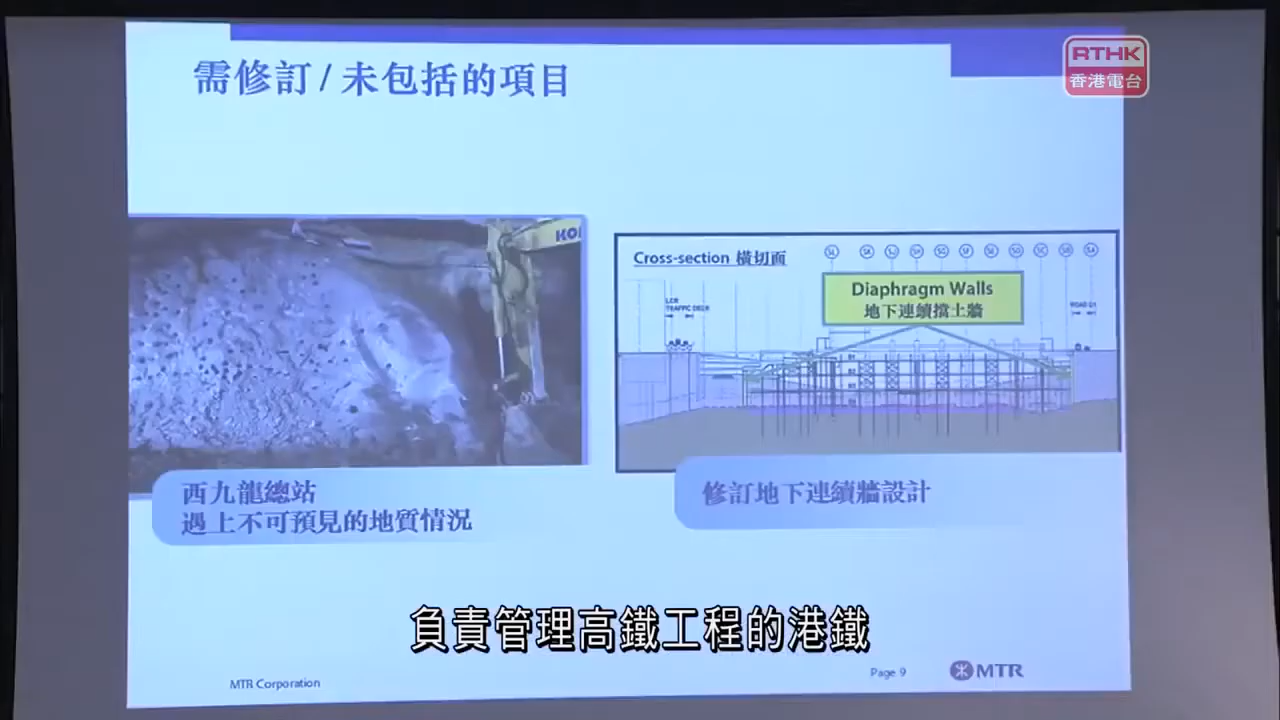 RTHK
香港電台
需修訂/未包括的項目
KO
Cross-section 橫切面
Diaphragm Walls
地下連續擋土牆
TRAFFIC DECK
西九龍總站
遇上不可預見的地質情況
修訂地下連續牆設計
負責管理高鐵工程的港鐵
MTR Corporation
Page 9
MTR